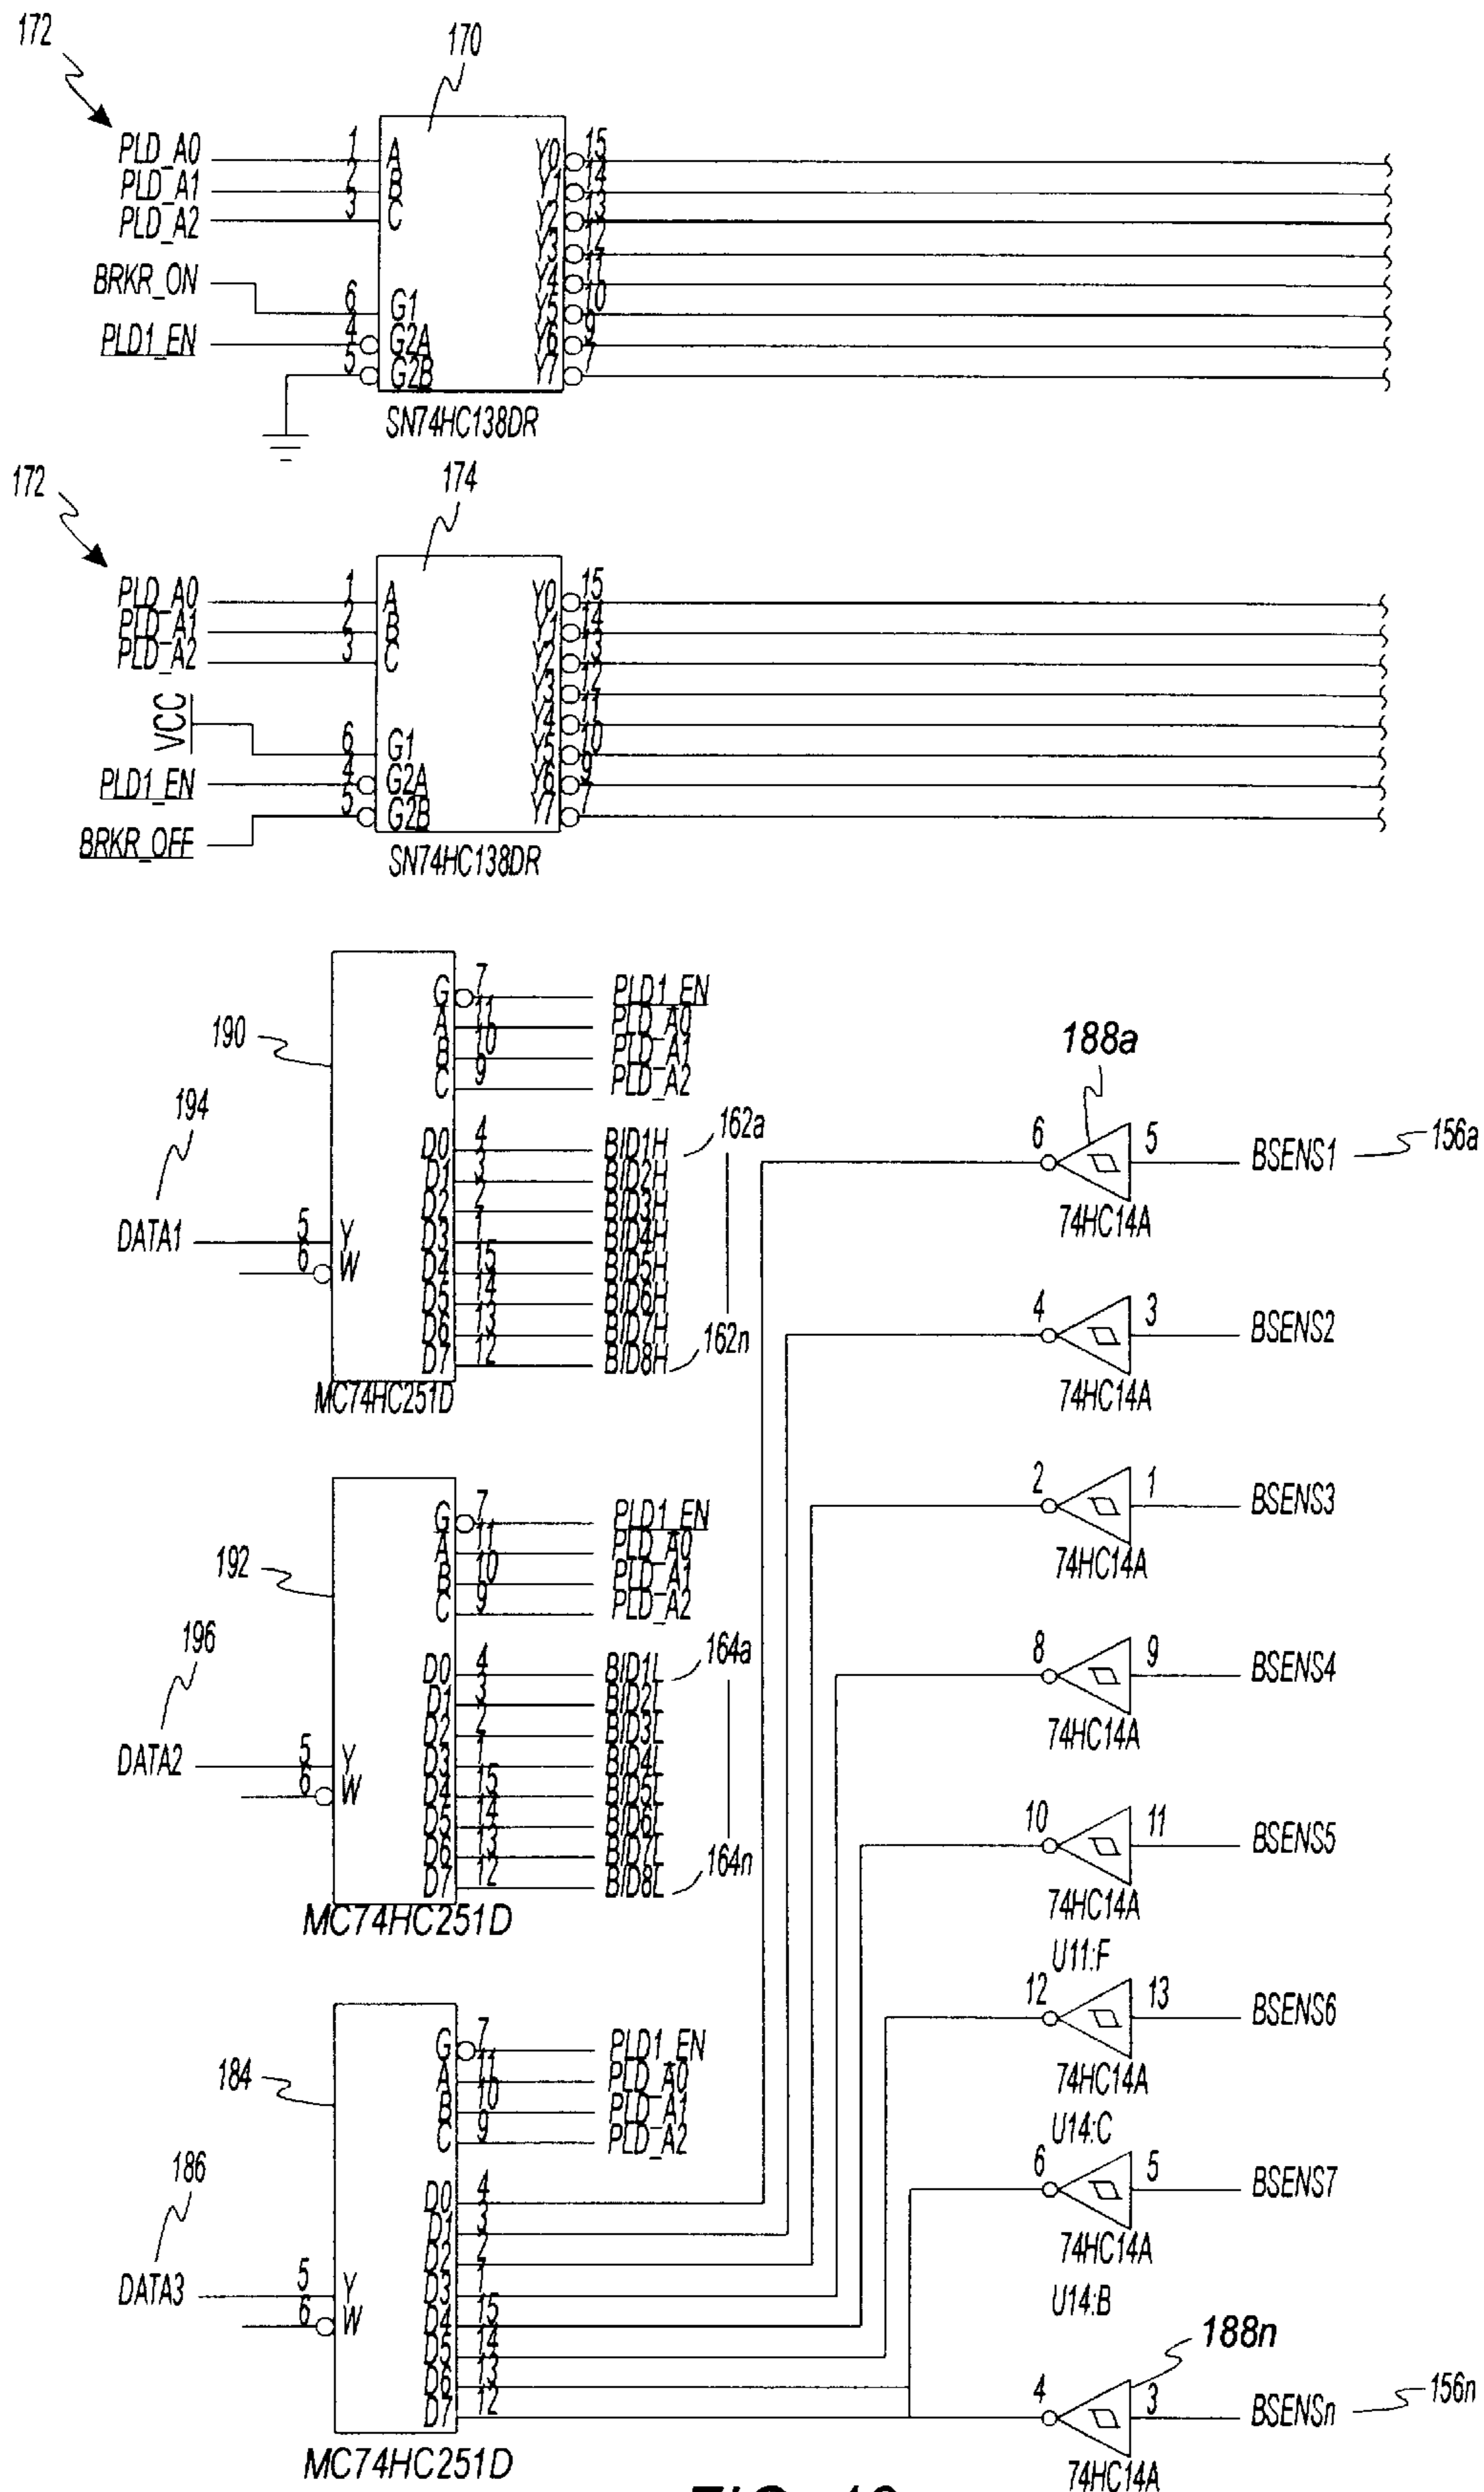 172
170
PLD_A0 1 A Y0 15
PLD_A1 2 B Y1 14
PLD_A2 3 C Y2 13
Y3 12
BRKR_ON Y4 11
6 G1 Y5 10
PLD1_EN 4 G2A Y6 9
5 G2B Y7 7
SN74HC138DR
172
174
PLD_A0 1 A Y0 15
PLD_A1 2 B Y1 14
PLD_A2 3 C Y2 13
Y3 12
VCC Y4 11
6 G1 Y5 10
PLD1_EN 4 G2A Y6 9
5 G2B Y7 7
BRKR_OFF
SN74HC138DR
190
G 7 PLD1_EN
A 11 PLD_A0
B 10 PLD_A1
C 9 PLD_A2
194
D0 4 BID1H 162a
D1 3 BID2H
D2 2 BID3H
DATA1 5 Y D3 1 BID4H
6 W D4 15 BID5H
D5 14 BID6H
D6 13 BID7H
D7 12 BID8H 162n
MC74HC251D
192
G 7 PLD1_EN
A 11 PLD_A0
B 10 PLD_A1
C 9 PLD_A2
196
D0 4 BID1L 164a
D1 3 BID2L
D2 2 BID3L
DATA2 5 Y D3 1 BID4L
6 W D4 15 BID5L
D5 14 BID6L
D6 13 BID7L
D7 12 BID8L 164n
MC74HC251D
184
G 7 PLD1_EN
A 11 PLD_A0
B 10 PLD_A1
C 9 PLD_A2
186
D0 4
D1 3
D2 2
DATA3 5 Y D3 1
6 W D4 15
D5 14
D6 13
D7 12
MC74HC251D
188a
6 5 BSENS1 156a
74HC14A
4 3 BSENS2
74HC14A
2 1 BSENS3
74HC14A
8 9 BSENS4
74HC14A
10 11 BSENS5
74HC14A
U11:F
12 13 BSENS6
74HC14A
U14:C
6 5 BSENS7
74HC14A
U14:B
188n
4 3 BSENSn 156n
74HC14A